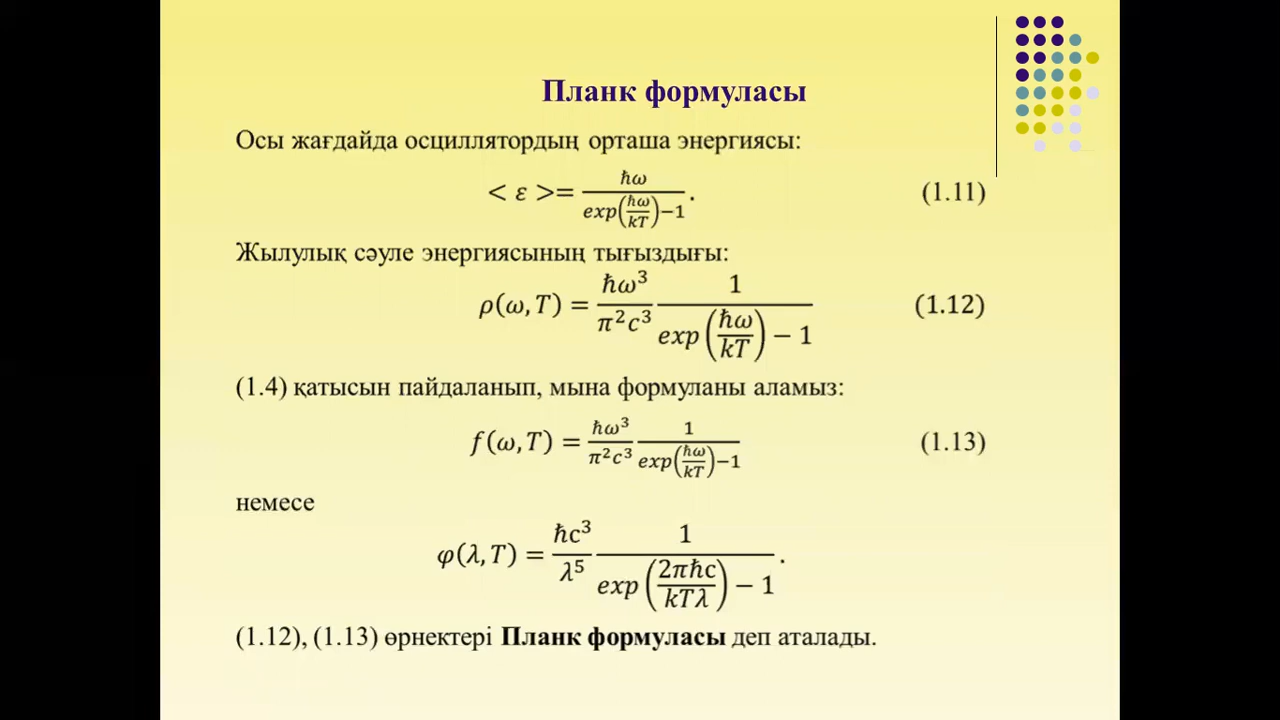 Планк формуласы
Осы жағдайда осциллятордың орташа энергиясы:
< ε >= ħω / (exp(ħω/kT)−1). (1.11)
Жылулық сәуле энергиясының тығыздығы:
ρ(ω, T) = ħω³/π²c³ 1/(exp(ħω/kT) − 1) (1.12)
(1.4) қатысын пайдаланып, мына формуланы аламыз:
f(ω, T) = ħω³/π²c³ 1/(exp(ħω/kT)−1) (1.13)
немесе
φ(λ, T) = ħc³/λ⁵ 1/(exp(2πħc/kTλ) − 1).
(1.12), (1.13) өрнектері Планк формуласы деп аталады.